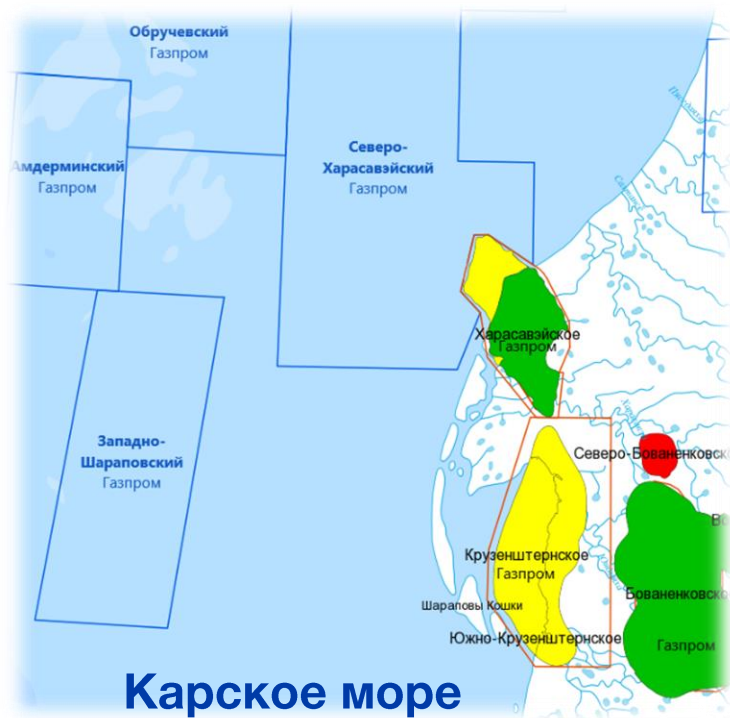 Обручевский
Газпром
Амдерминский
Газпром
Северо-
Харасавэйский
Газпром
Харасавэйское
Газпром
Западно-
Шараповский
Газпром
Северо-Бованенковск
Крузенштернское
Газпром
Бованенковско
Шараповы Кошки
Южно-Крузенштернское
Газпром
Карское море